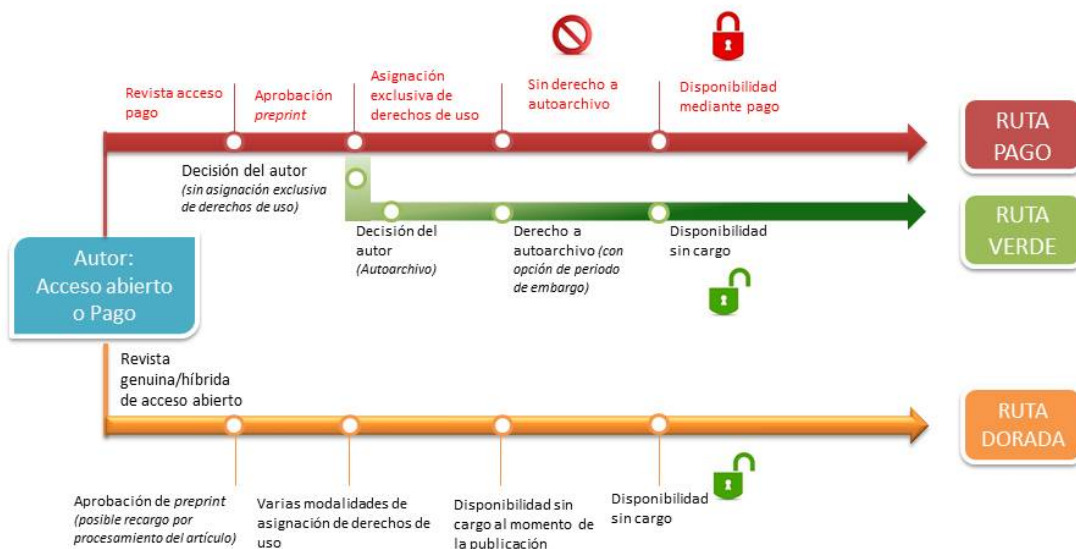 Revista acceso
pago
Aprobación
preprint
Asignación
exclusiva de
derechos de uso
Sin derecho a
autoarchivo
Disponibilidad
mediante pago
RUTA
PAGO
Decisión del autor
(sin asignación exclusiva
de derechos de uso)
Decisión del
autor
(Autoarchivo)
Derecho a
autoarchivo (con
opción de periodo
de embargo)
Disponibilidad
sin cargo
RUTA
VERDE
Autor:
Acceso abierto
o Pago
Revista
genuina/híbrida
de acceso abierto
RUTA
DORADA
Aprobación de preprint
(posible recargo por
procesamiento del artículo)
Varias modalidades de
asignación de derechos de
uso
Disponibilidad sin
cargo al momento de
la publicación
Disponibilidad
sin cargo